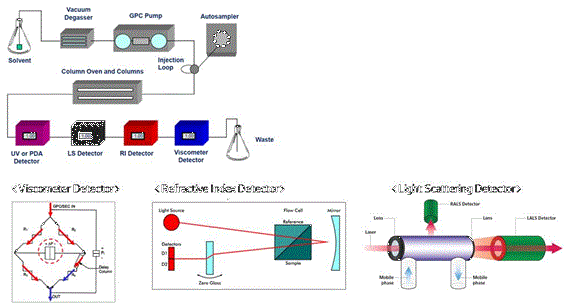 Vacuum
Degasser
GPC Pump
Autosampler
Solvent
Injection
Loop
Column Oven and Columns
UV or PDA
Detector
LS Detector
RI Detector
Viscometer
Detector
Waste
<Viscometer Detector>
<Refractive Index Detector>
<Light Scattering Detector>
GPC/SEC IN
R1
R2
ΔP
Pi
+
-
Delay
Column
OUT
Light Source
Flow Cell
Reference
Mirror
Detectors
D1
D2
Sample
Zero Glass
RALS Detector
Lens
Lens
LALS Detector
Laser
Mobile
phase
Mobile
phase